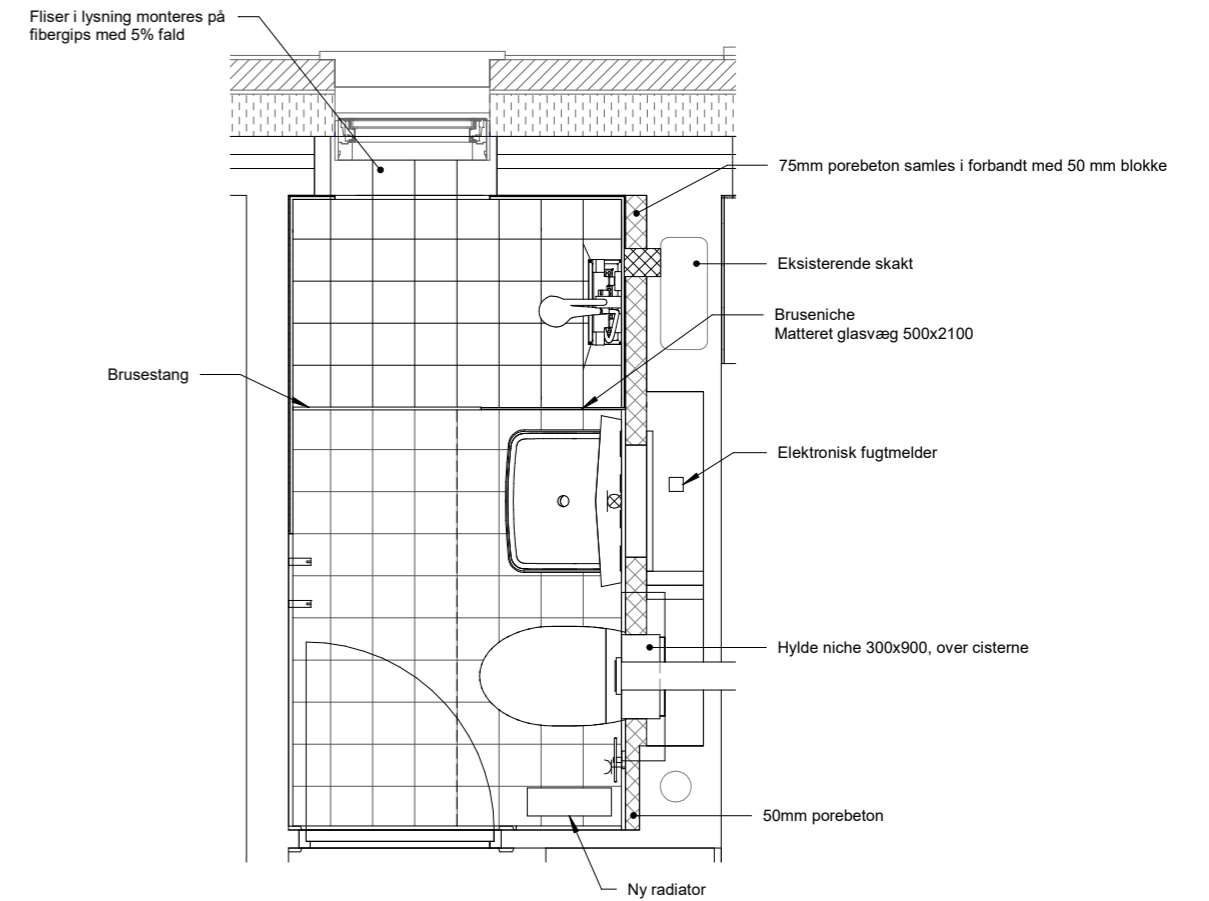 Fliser i lysning monteres på
fibergips med 5% fald
75mm porebeton samles i forbandt med 50 mm blokke
Eksisterende skakt
Bruseniche
Matteret glasvæg 500x2100
Brusestang
Elektronisk fugtmelder
Hylde niche 300x900, over cisterne
50mm porebeton
Ny radiator